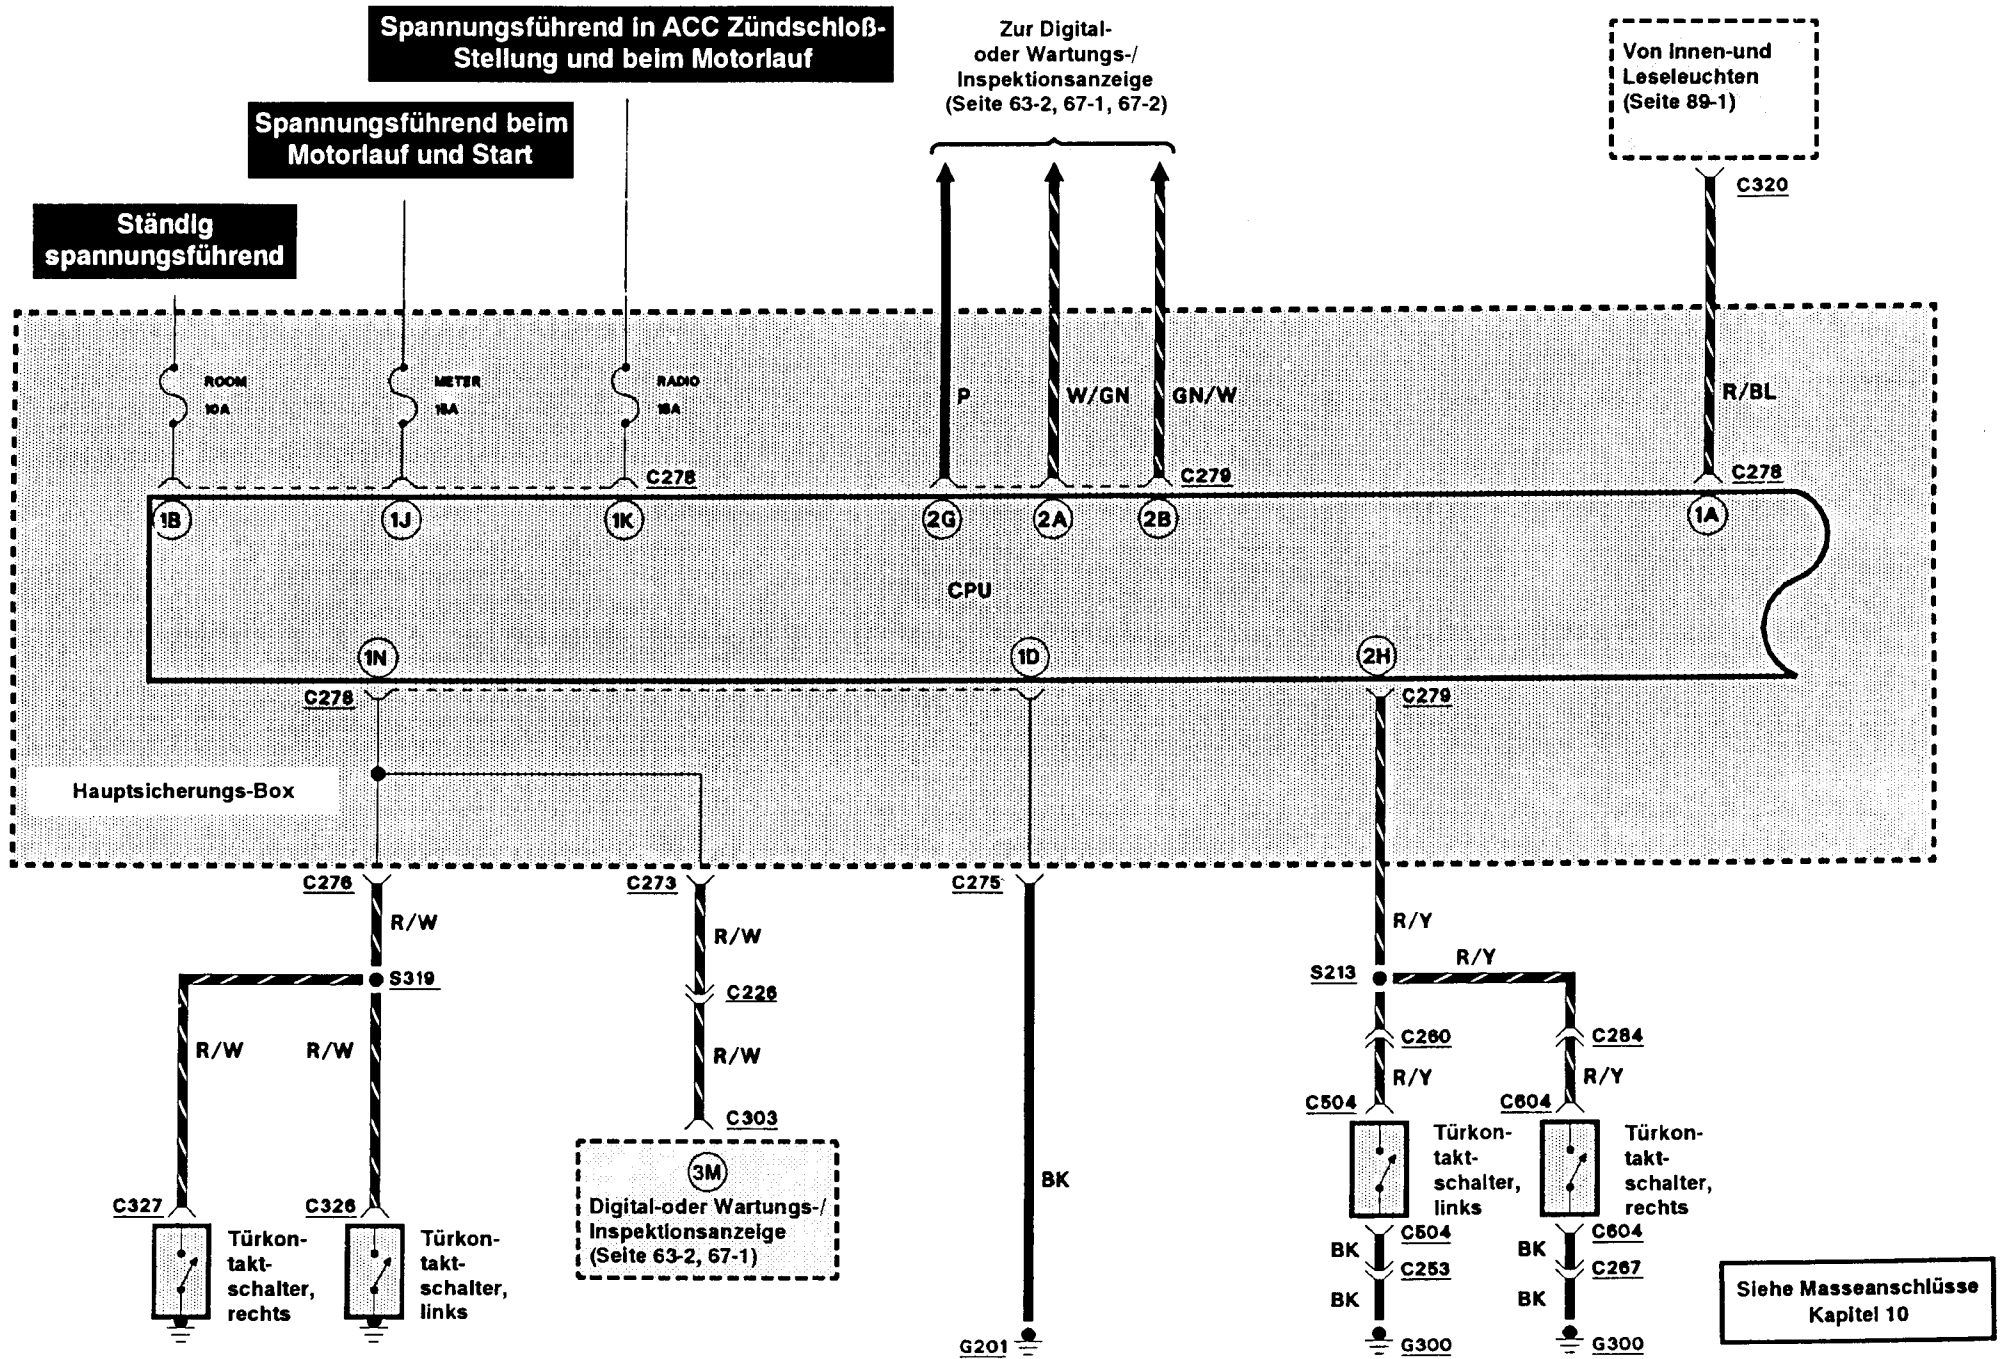 Spannungsführend in ACC Zündschloß-
Stellung und beim Motorlauf
Zur Digital-
oder Wartungs-/
Inspektionsanzeige
(Seite 63-2, 67-1, 67-2)
Von Innen-und
Leseleuchten
(Seite 89-1)
Spannungsführend beim
Motorlauf und Start
C320
Ständig
spannungsführend
ROOM
10A
METER
15A
RADIO
15A
P
W/GN
GN/W
R/BL
C278
C279
C278
1B
1J
1K
2G
2A
2B
1A
CPU
1N
1D
2H
C278
C279
Hauptsicherungs-Box
C276
C273
C275
R/W
R/W
R/Y
S319
C226
S213
R/Y
R/W
R/W
R/W
C260
C284
R/Y
R/Y
C303
C504
C604
3M
Digital-oder Wartungs-/
Inspektionsanzeige
(Seite 63-2, 67-1)
BK
Türkon-
takt-
schalter,
links
Türkon-
takt-
schalter,
rechts
C327
C326
Türkon-
takt-
schalter,
rechts
Türkon-
takt-
schalter,
links
C504
C604
BK
BK
C253
C267
BK
BK
G201
G300
G300
Siehe Masseanschlüsse
Kapitel 10